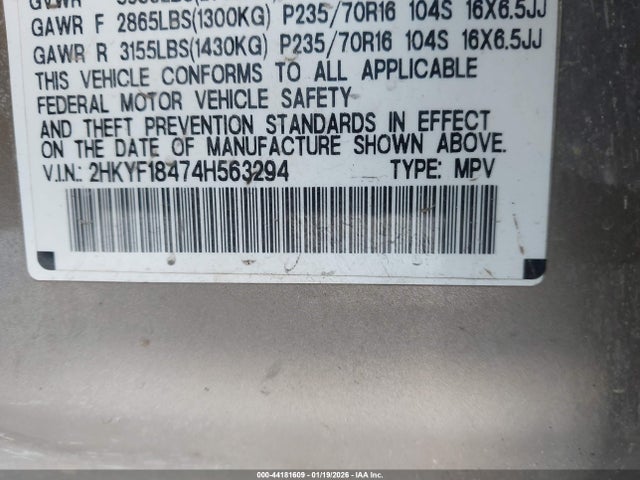 GAWR F 2865LBS(1300KG) P235/70R16 104S 16X6.5JJ
GAWR R 3155LBS(1430KG) P235/70R16 104S 16X6.5JJ
THIS VEHICLE CONFORMS TO ALL APPLICABLE
FEDERAL MOTOR VEHICLE SAFETY
AND THEFT PREVENTION STANDARDS IN EFFECT
ON THE DATE OF MANUFACTURE SHOWN ABOVE.
V.I.N.: 2HKYF18474H563294 TYPE: MPV
000-44181609 - 01/19/2026 - IAA Inc.